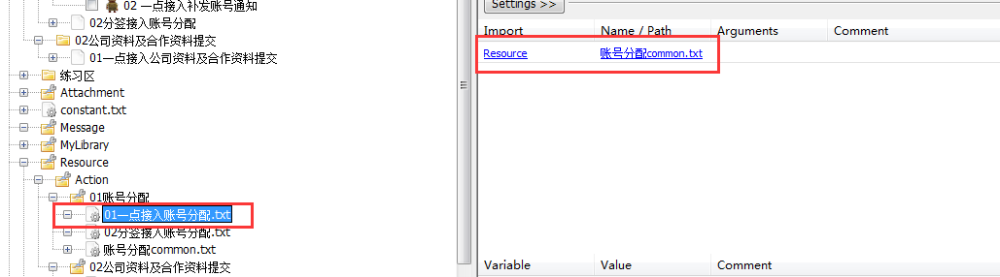 02 一点接入补发账号通知
02分签接入账号分配
02公司资料及合作资料提交
01一点接入公司资料及合作资料提交
练习区
Attachment
constant.txt
Message
MyLibrary
Resource
Action
01账号分配
01一点接入账号分配.txt
02分签接入账号分配.txt
账号分配common.txt
02公司资料及合作资料提交
Settings >>
Import Name / Path Arguments Comment
Resource 账号分配common.txt
Variable Value Comment